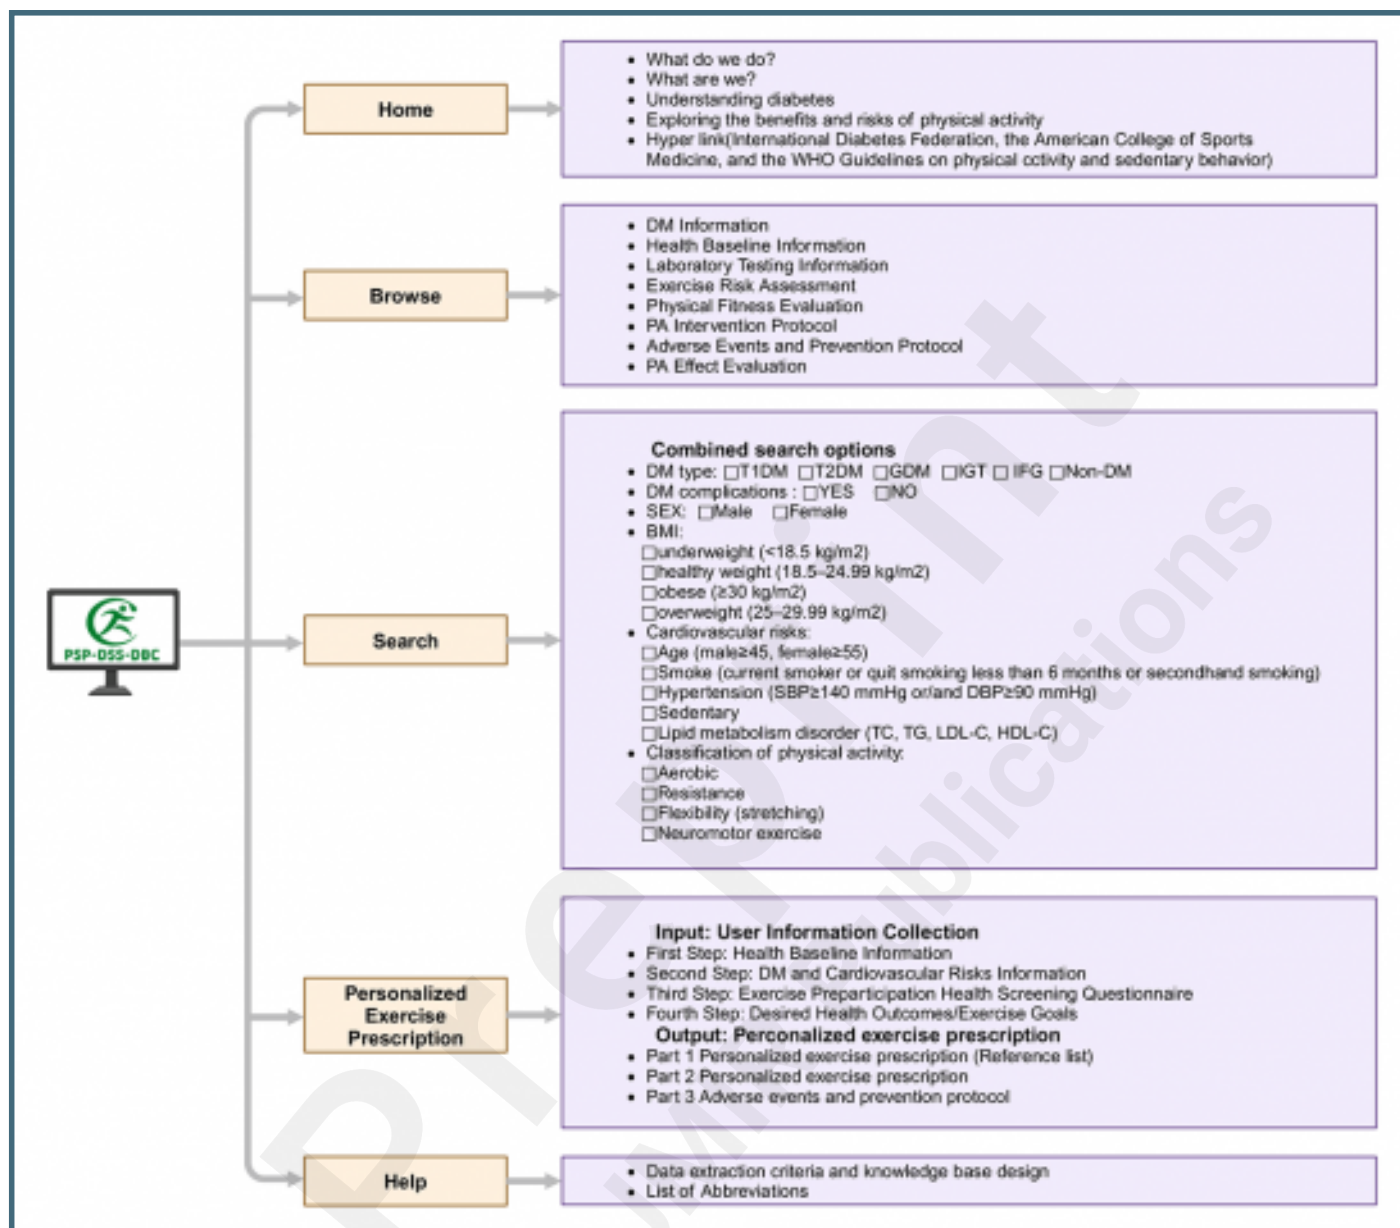 Home
What do we do?
What are we?
Understanding diabetes
Exploring the benefits and risks of physical activity
Hyper link(International Diabetes Federation, the American College of Sports
Medicine, and the WHO Guidelines on physical cctivity and sedentary behavior)
Browse
DM Information
Health Baseline Information
Laboratory Testing Information
Exercise Risk Assessment
Physical Fitness Evaluation
PA Intervention Protocol
Adverse Events and Prevention Protocol
PA Effect Evaluation
PSP-DSS-DBC
Search
Combined search options
DM type: □T1DM □T2DM □GDM □IGT □ IFG □Non-DM
DM complications : □YES □NO
SEX: □Male □Female
BMI:
□underweight (<18.5 kg/m2)
□healthy weight (18.5–24.99 kg/m2)
□obese (≥30 kg/m2)
□overweight (25–29.99 kg/m2)
Cardiovascular risks:
□Age (male≥45, female≥55)
□Smoke (current smoker or quit smoking less than 6 months or secondhand smoking)
□Hypertension (SBP≥140 mmHg or/and DBP≥90 mmHg)
□Sedentary
□Lipid metabolism disorder (TC, TG, LDL-C, HDL-C)
Classification of physical activity:
□Aerobic
□Resistance
□Flexibility (stretching)
□Neuromotor exercise
Personalized
Exercise
Prescription
Input: User Information Collection
First Step: Health Baseline Information
Second Step: DM and Cardiovascular Risks Information
Third Step: Exercise Preparticipation Health Screening Questionnaire
Fourth Step: Desired Health Outcomes/Exercise Goals
Output: Perconalized exercise prescription
Part 1 Personalized exercise prescription (Reference list)
Part 2 Personalized exercise prescription
Part 3 Adverse events and prevention protocol
Help
Data extraction criteria and knowledge base design
List of Abbreviations
Preprint
JMIR Publications